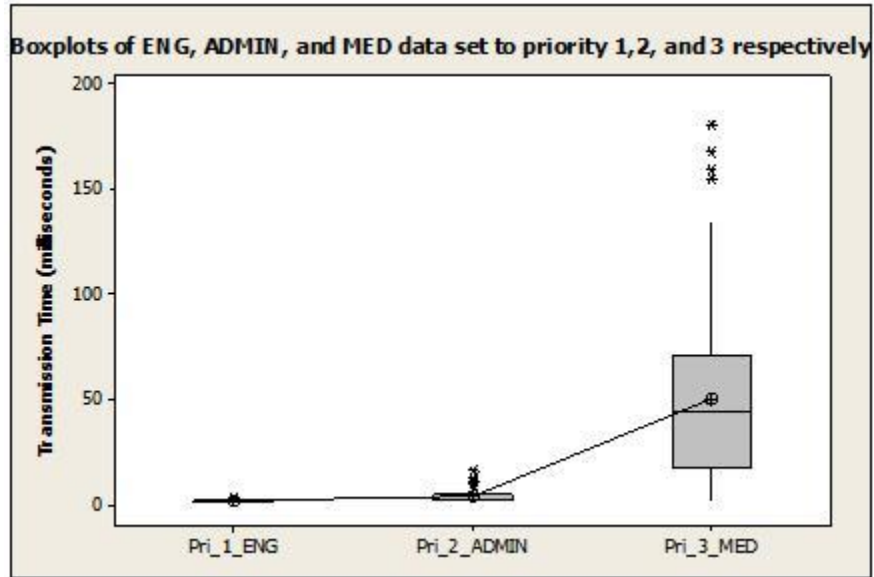 Boxplots of ENG, ADMIN, and MED data set to priority 1,2, and 3 respectively
200
150
100
50
0
Transmission Time (milliseconds)
Pri_1_ENG
Pri_2_ADMIN
Pri_3_MED